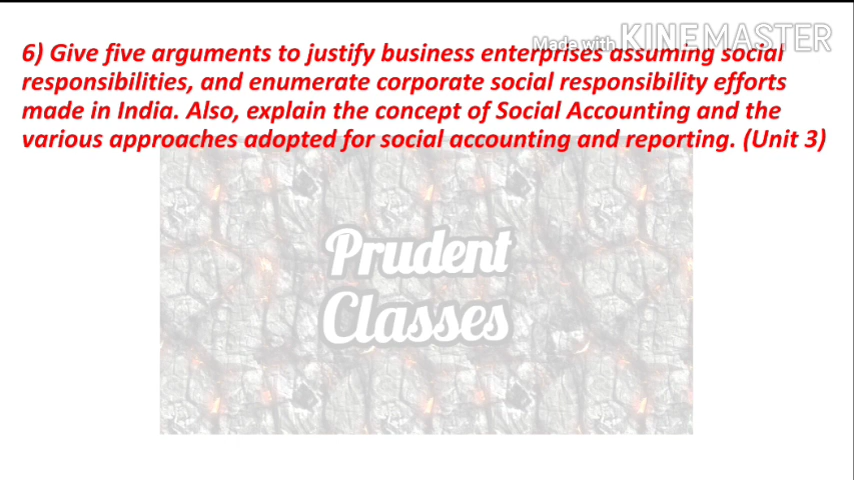 Made with KINEMASTER
6) Give five arguments to justify business enterprises assuming social
responsibilities, and enumerate corporate social responsibility efforts
made in India. Also, explain the concept of Social Accounting and the
various approaches adopted for social accounting and reporting. (Unit 3)
Prudent
Classes